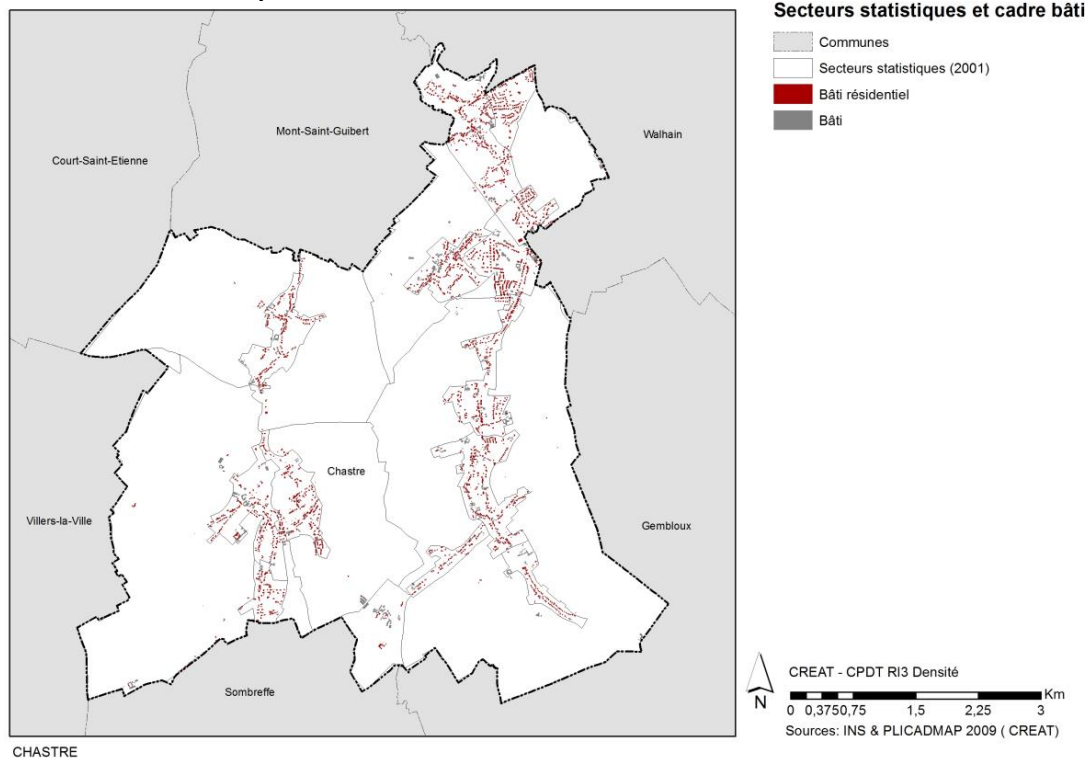 Secteurs statistiques et cadre bâti
Communes
Secteurs statistiques (2001)
Bâti résidentiel
Bâti
Mont-Saint-Guibert
Walhain
Court-Saint-Etienne
Chastre
Villers-la-Ville
Gembloux
Sombreffe
N
CREAT - CPDT RI3 Densité
Km
0 0,3750,75 1,5 2,25 3
Sources: INS & PLICADMAP 2009 ( CREAT)
CHASTRE